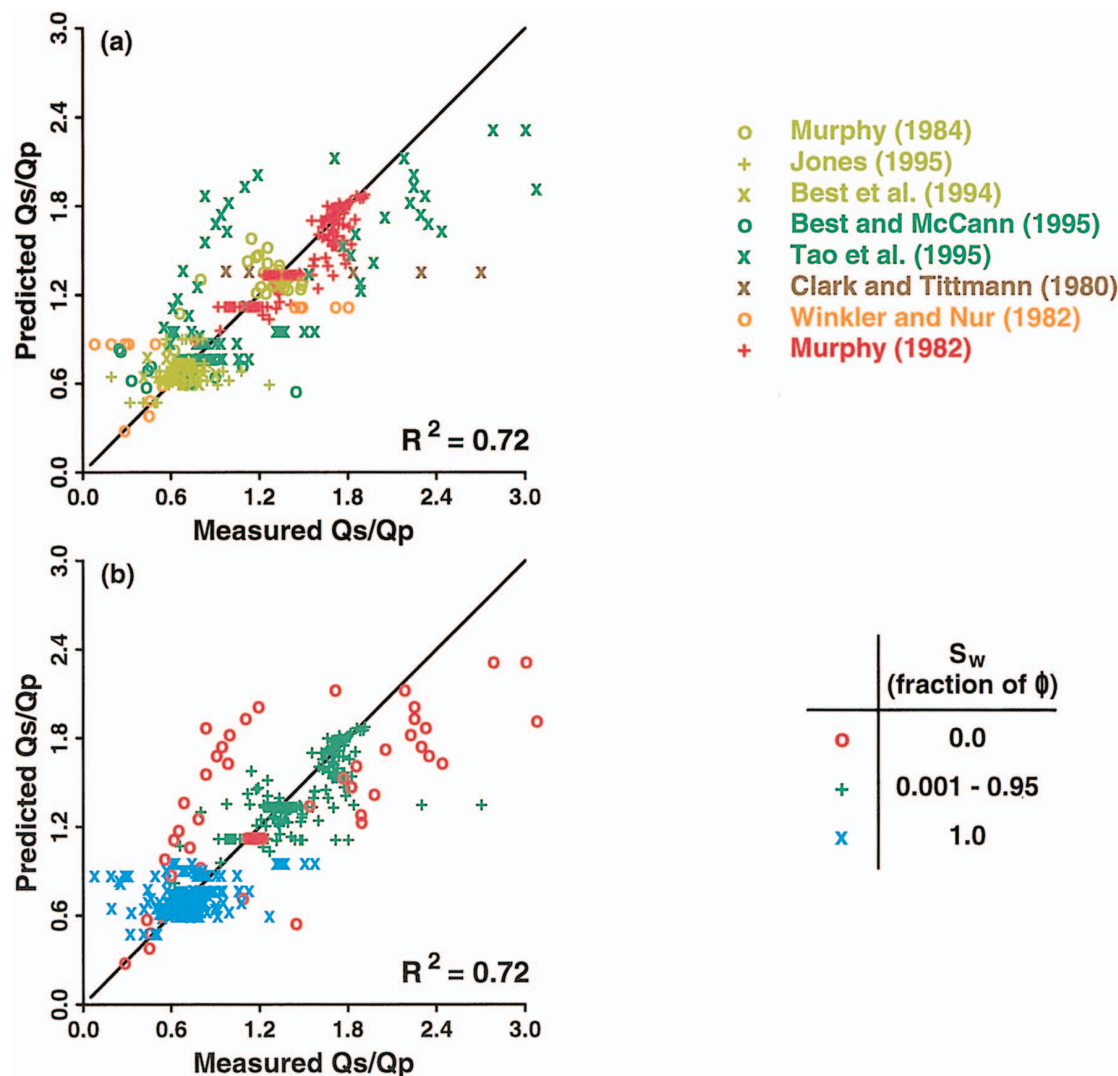 (a)
3.0
2.4
1.8
1.2
0.6
0.0
Predicted Qs/Qp
R² = 0.72
0.0 0.6 1.2 1.8 2.4 3.0
Measured Qs/Qp
o Murphy (1984)
+ Jones (1995)
x Best et al. (1994)
o Best and McCann (1995)
x Tao et al. (1995)
x Clark and Tittmann (1980)
o Winkler and Nur (1982)
+ Murphy (1982)
(b)
3.0
2.4
1.8
1.2
0.6
0.0
Predicted Qs/Qp
R² = 0.72
0.0 0.6 1.2 1.8 2.4 3.0
Measured Qs/Qp
Sw
(fraction of ϕ)
o 0.0
+ 0.001 - 0.95
x 1.0